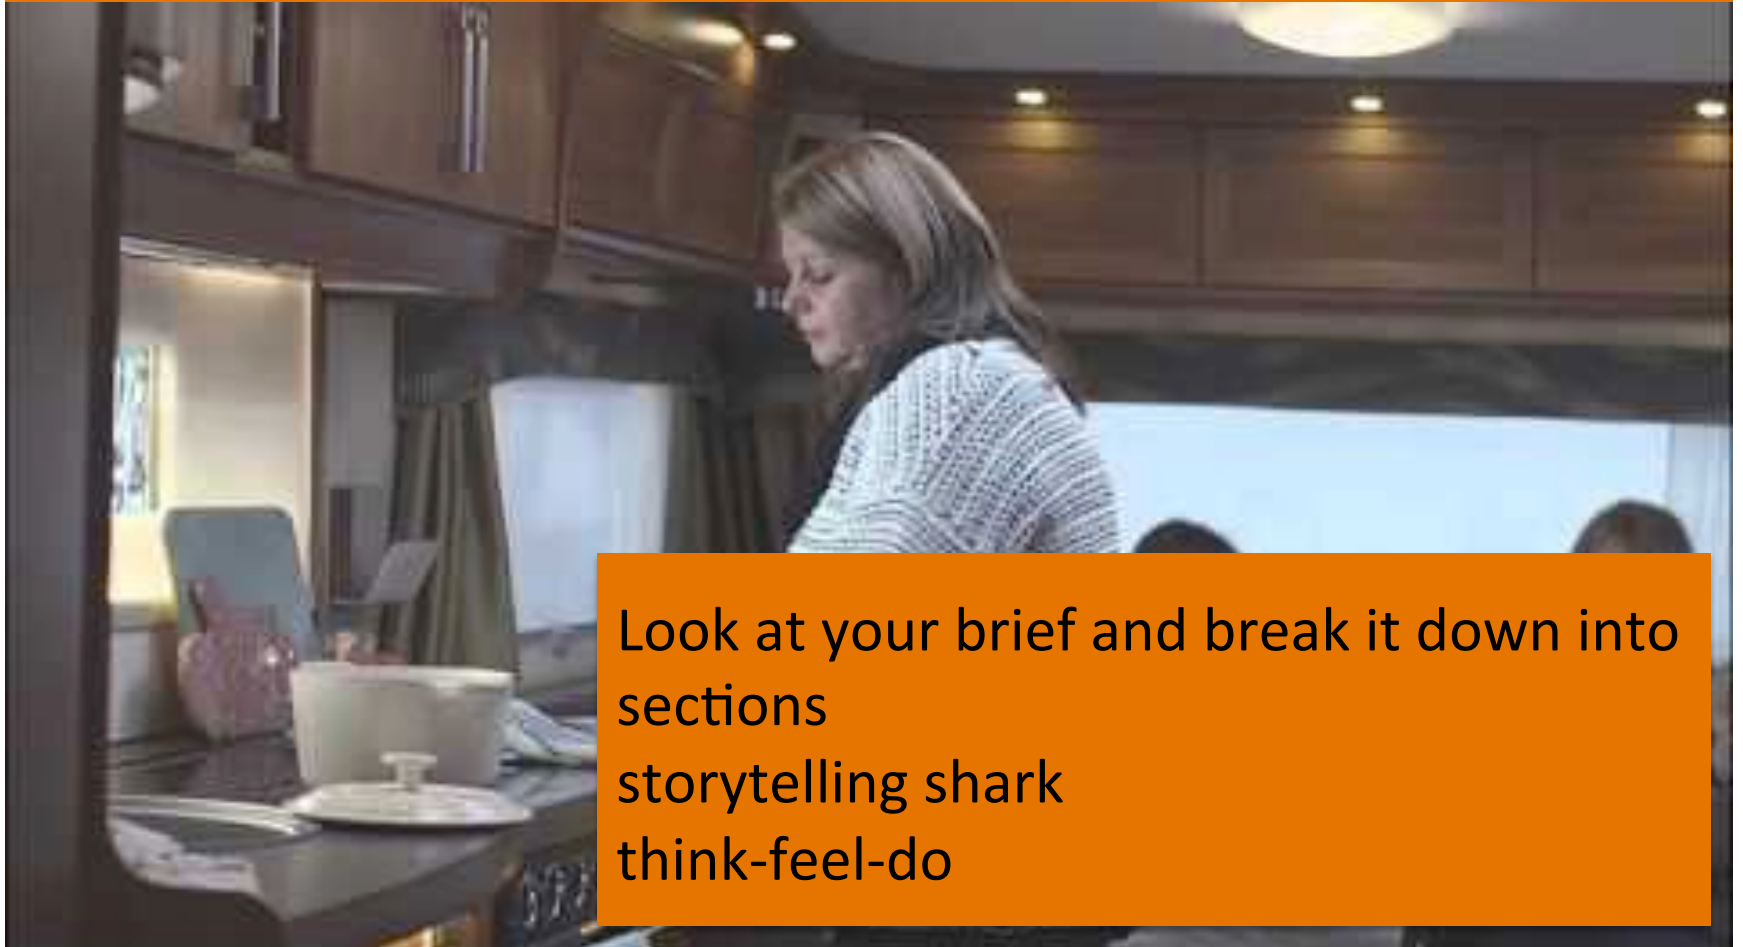 Look at your brief and break it down into
sections
storytelling shark
think-feel-do